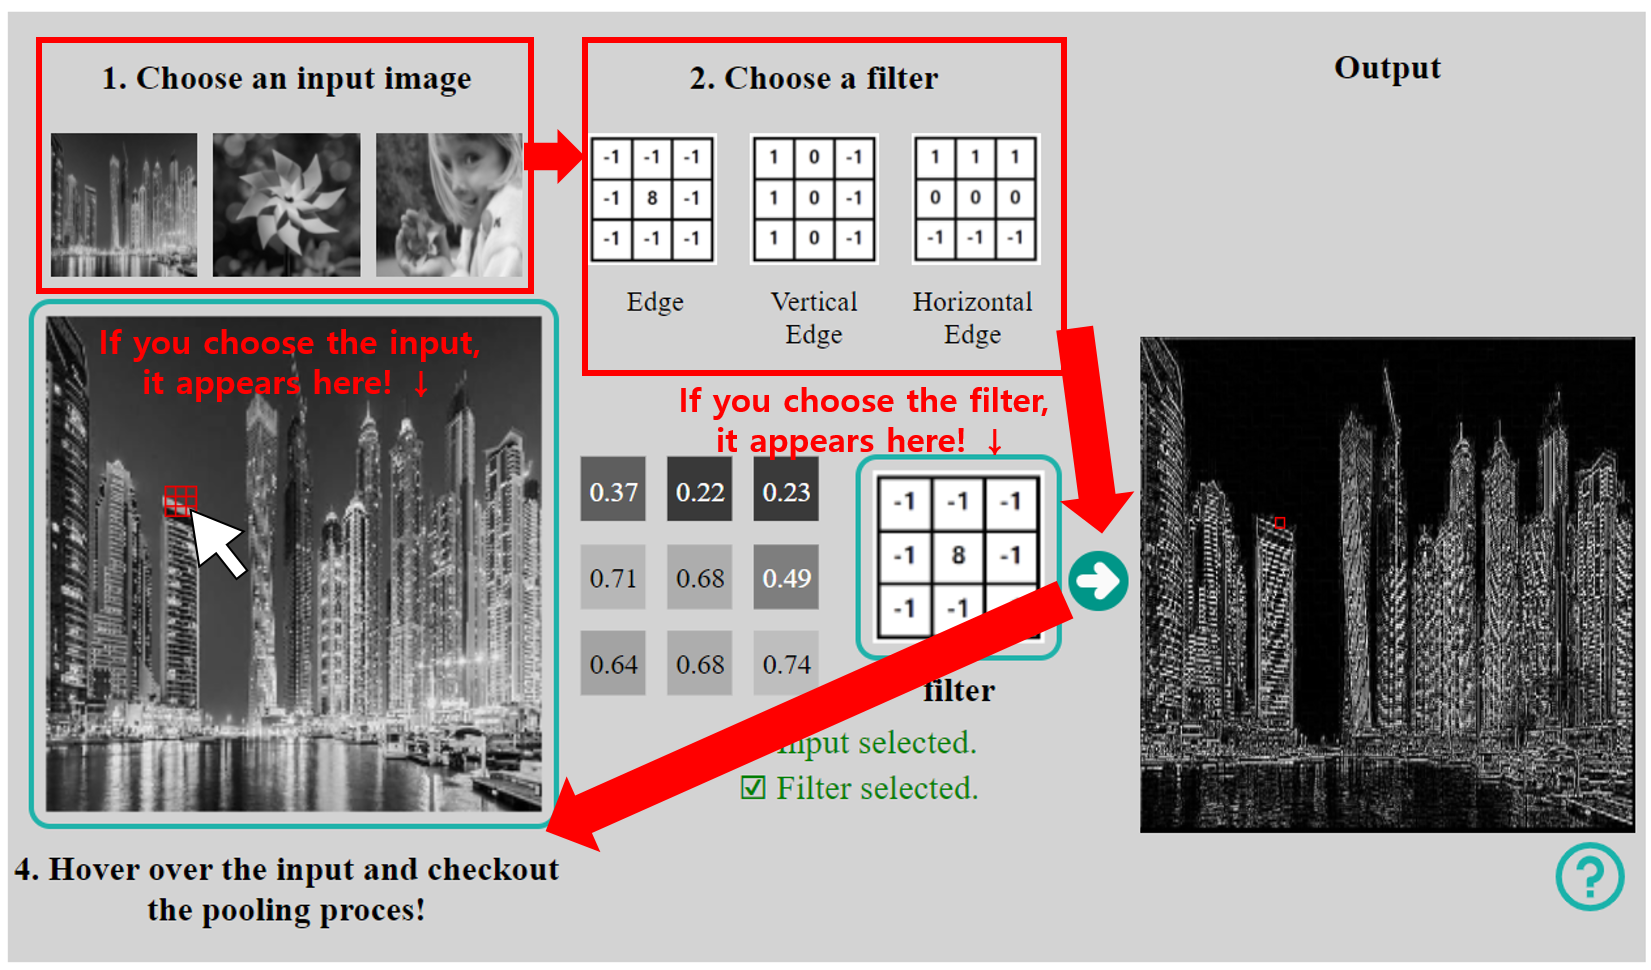 1. Choose an input image
2. Choose a filter
Output
-1 -1 -1
-1 8 -1
-1 -1 -1
1 0 -1
1 0 -1
1 0 -1
1 1 1
0 0 0
-1 -1 -1
Edge
Vertical
Edge
Horizontal
Edge
If you choose the input,
it appears here! ↓
If you choose the filter,
it appears here! ↓
0.37 0.22 0.23
0.71 0.68 0.49
0.64 0.68 0.74
-1 -1 -1
-1 8 -1
-1 -1
filter
selected.
☑ Filter selected.
4. Hover over the input and checkout
the pooling proces!
?